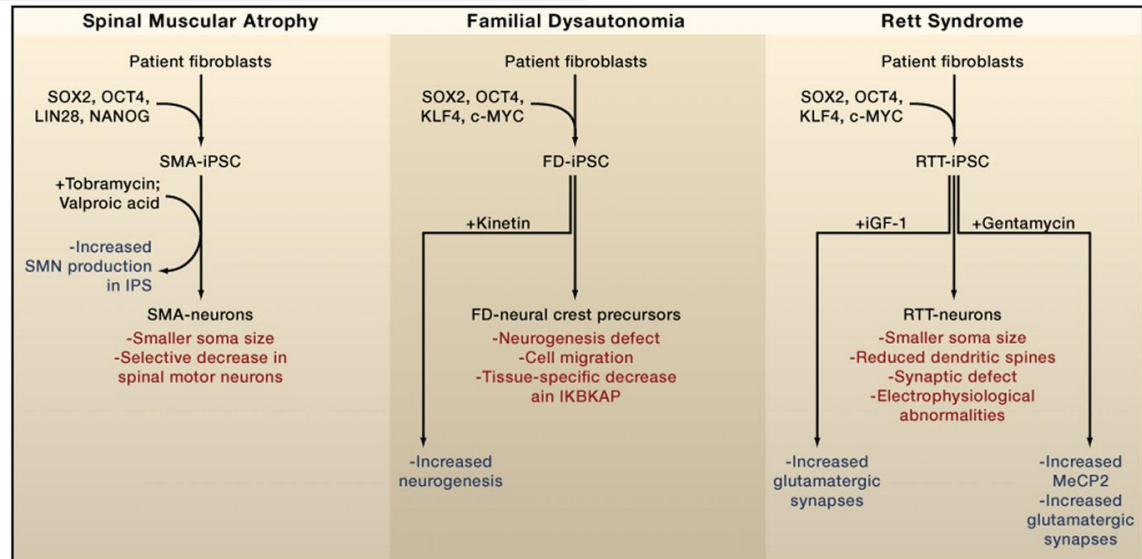 Spinal Muscular Atrophy
Patient fibroblasts
SOX2, OCT4,
LIN28, NANOG
SMA-iPSC
+Tobramycin;
Valproic acid
-Increased
SMN production
in IPS
SMA-neurons
-Smaller soma size
-Selective decrease in
spinal motor neurons
Familial Dysautonomia
Patient fibroblasts
SOX2, OCT4,
KLF4, c-MYC
FD-iPSC
+Kinetin
FD-neural crest precursors
-Neurogenesis defect
-Cell migration
-Tissue-specific decrease
ain IKBKAP
-Increased
neurogenesis
Rett Syndrome
Patient fibroblasts
SOX2, OCT4,
KLF4, c-MYC
RTT-iPSC
+iGF-1
+Gentamycin
RTT-neurons
-Smaller soma size
-Reduced dendritic spines
-Synaptic defect
-Electrophysiological
abnormalities
-Increased
glutamatergic
synapses
-Increased
MeCP2
-Increased
glutamatergic
synapses